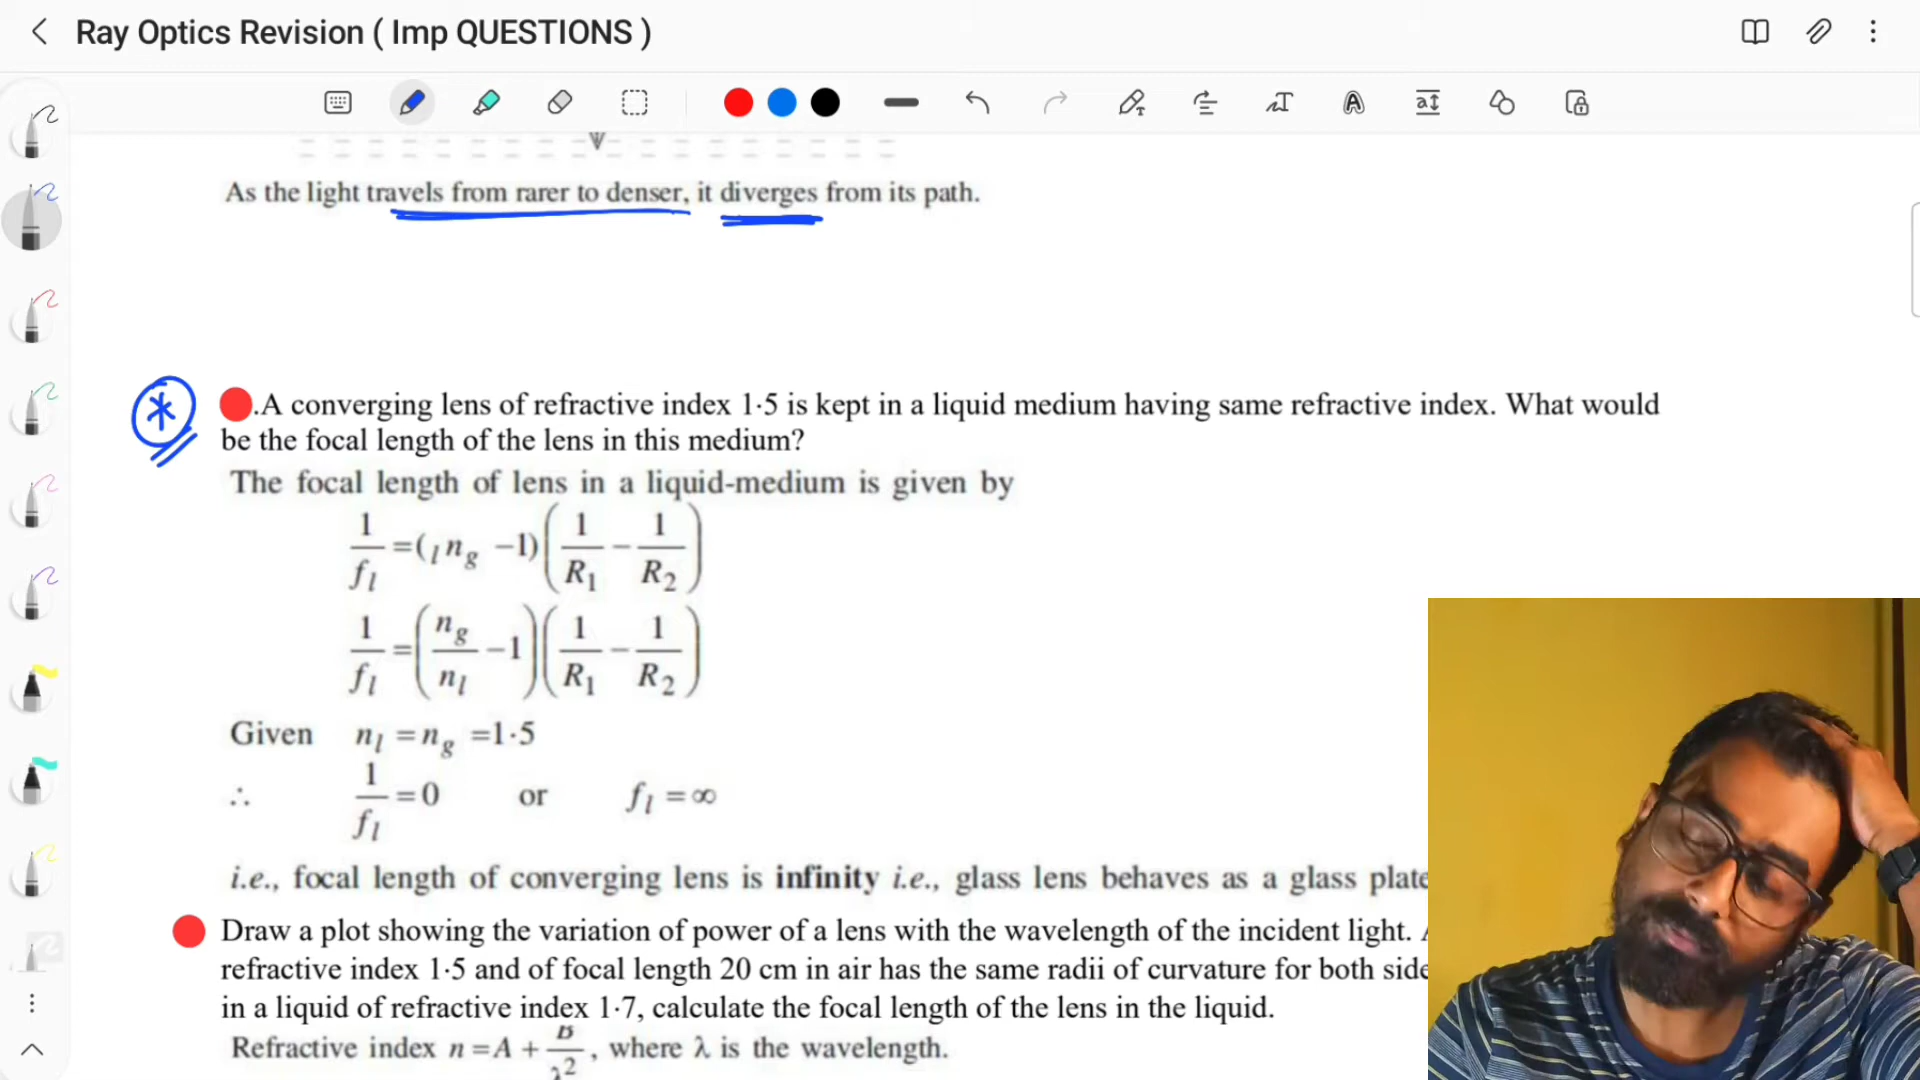 Ray Optics Revision ( Imp QUESTIONS )
As the light travels from rarer to denser, it diverges from its path.
.A converging lens of refractive index 1·5 is kept in a liquid medium having same refractive index. What would
be the focal length of the lens in this medium?
The focal length of lens in a liquid-medium is given by
1/f_l = (_l n_g − 1)(1/R_1 − 1/R_2)
1/f_l = (n_g/n_l − 1)(1/R_1 − 1/R_2)
Given n_l = n_g = 1·5
∴ 1/f_l = 0 or f_l = ∞
i.e., focal length of converging lens is infinity i.e., glass lens behaves as a glass plate
Draw a plot showing the variation of power of a lens with the wavelength of the incident light.
refractive index 1·5 and of focal length 20 cm in air has the same radii of curvature for both side
in a liquid of refractive index 1·7, calculate the focal length of the lens in the liquid.
Refractive index n = A + B/λ², where λ is the wavelength.